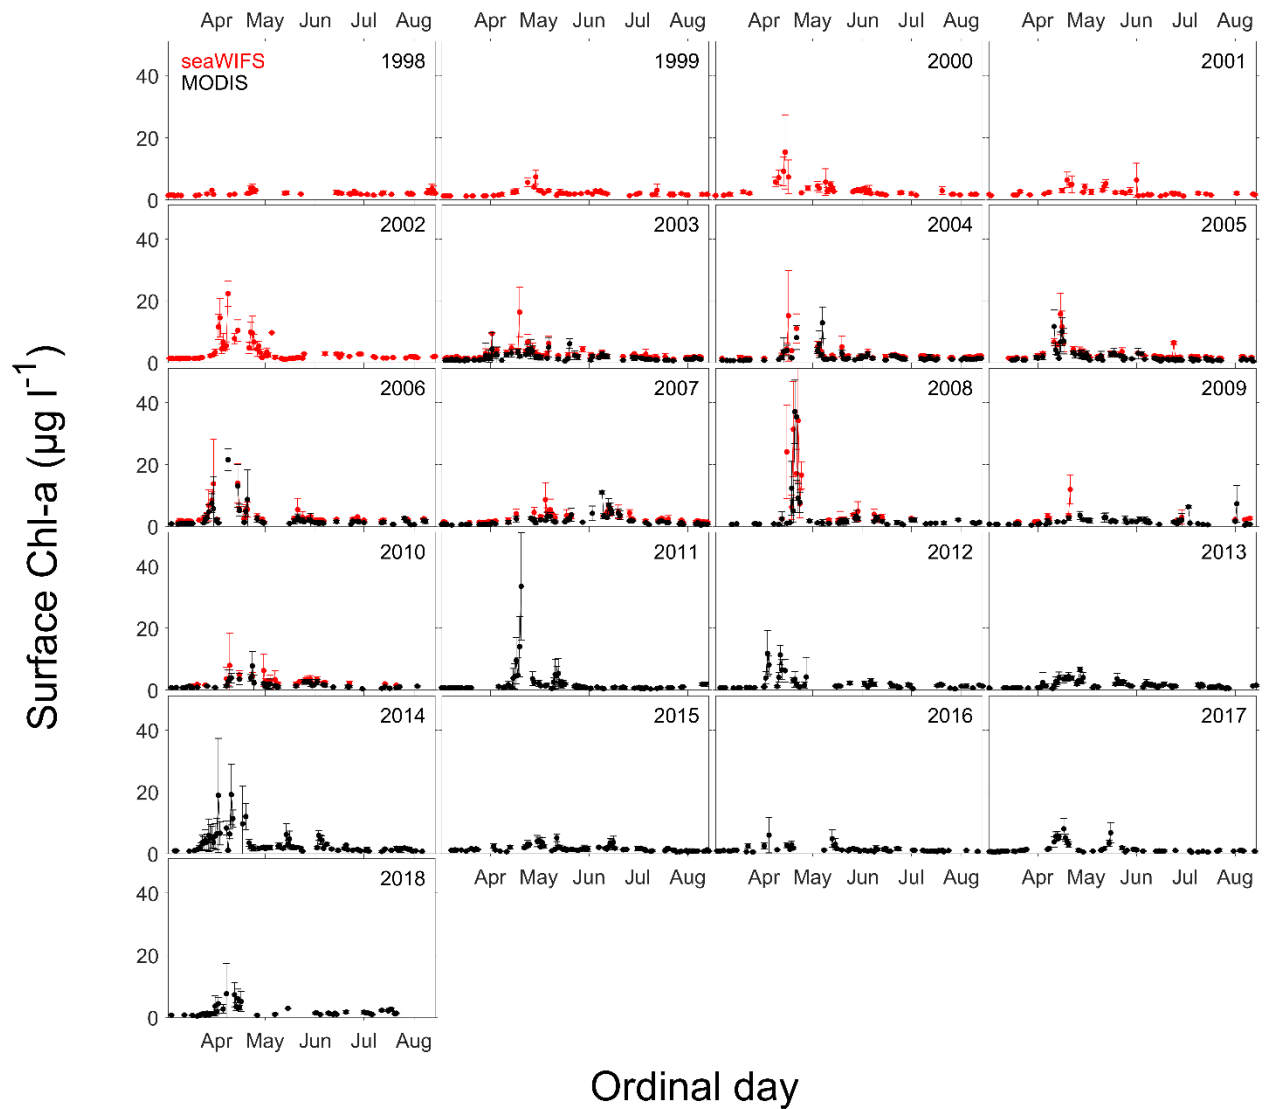 Apr May Jun Jul Aug Apr May Jun Jul Aug Apr May Jun Jul Aug Apr May Jun Jul Aug
40 seaWIFS 1998 1999 2000 2001
MODIS
20
0
40 2002 2003 2004 2005
20
0
40 2006 2007 2008 2009
20
0
40 2010 2011 2012 2013
20
0
40 2014 2015 2016 2017
20
0
Apr May Jun Jul Aug Apr May Jun Jul Aug Apr May Jun Jul Aug
40 2018
20
0
Apr May Jun Jul Aug
Surface Chl-a (µg l⁻¹)
Ordinal day